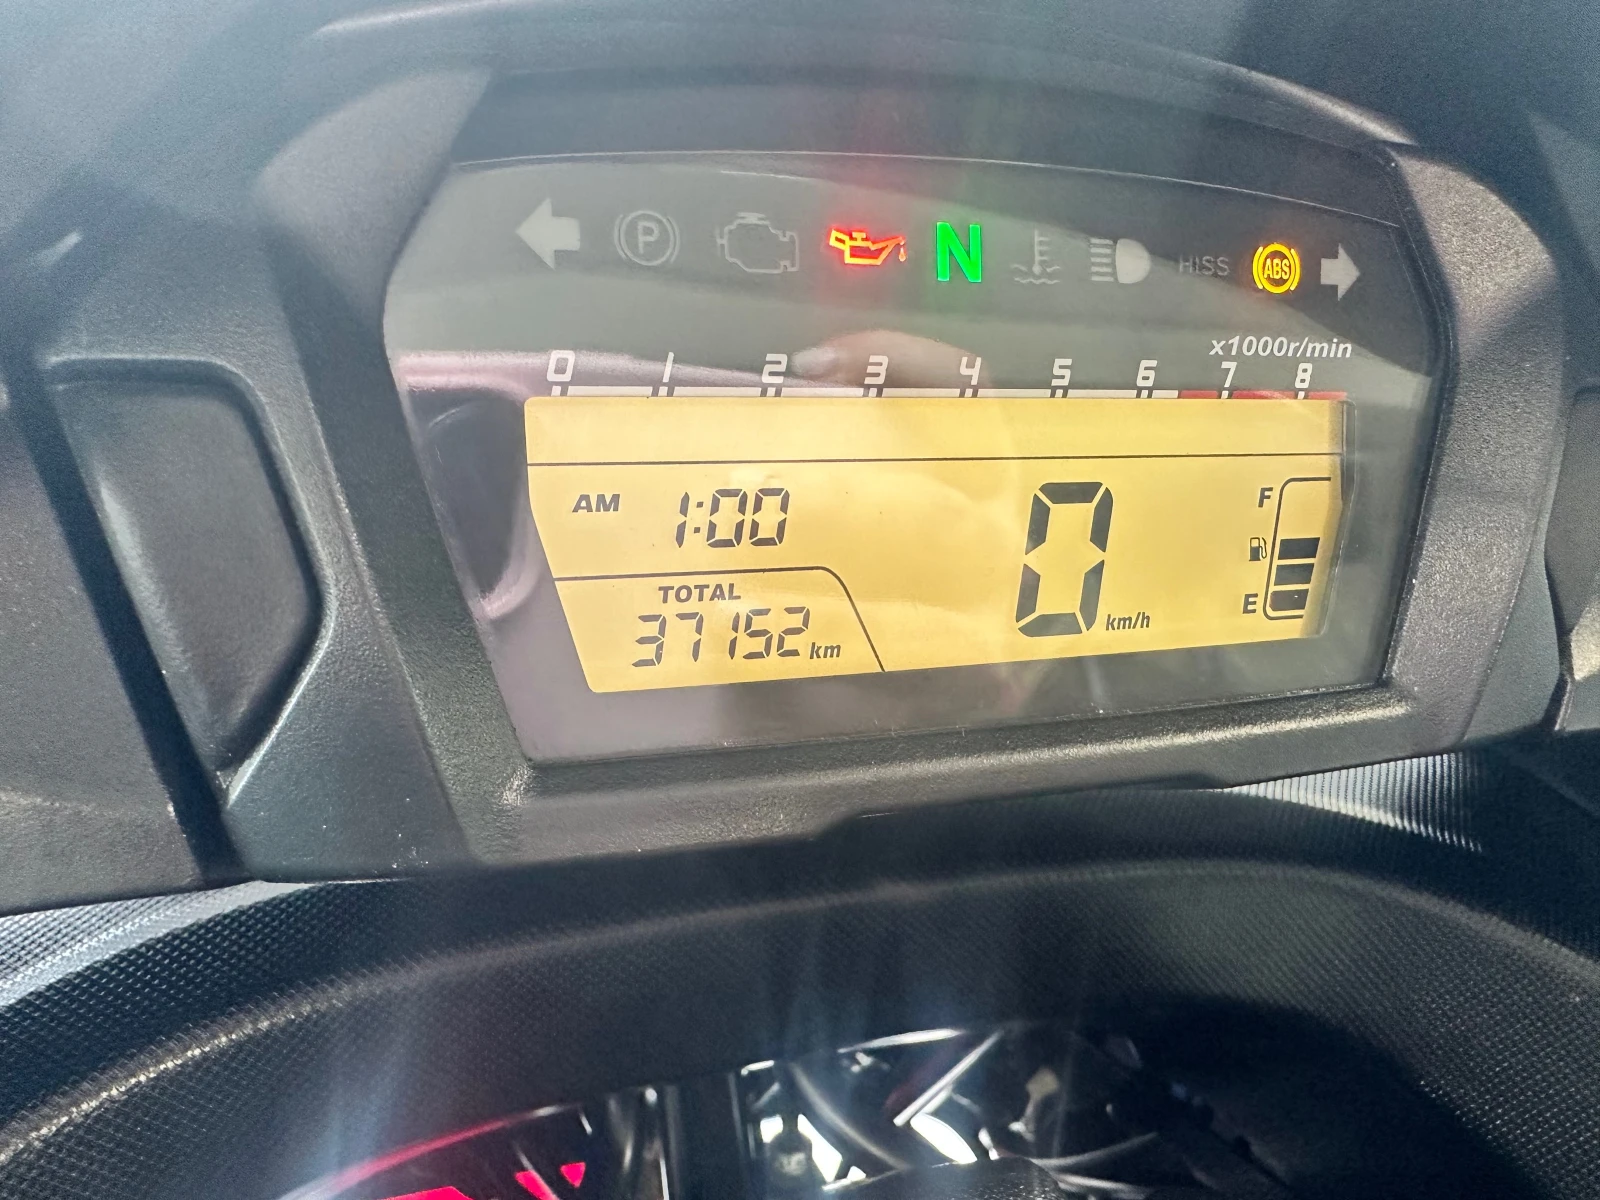 P N HISS ABS
x1000r/min
0 1 2 3 4 5 6 7 8
AM 1:00
F
0 km/h
E
TOTAL
37152 km